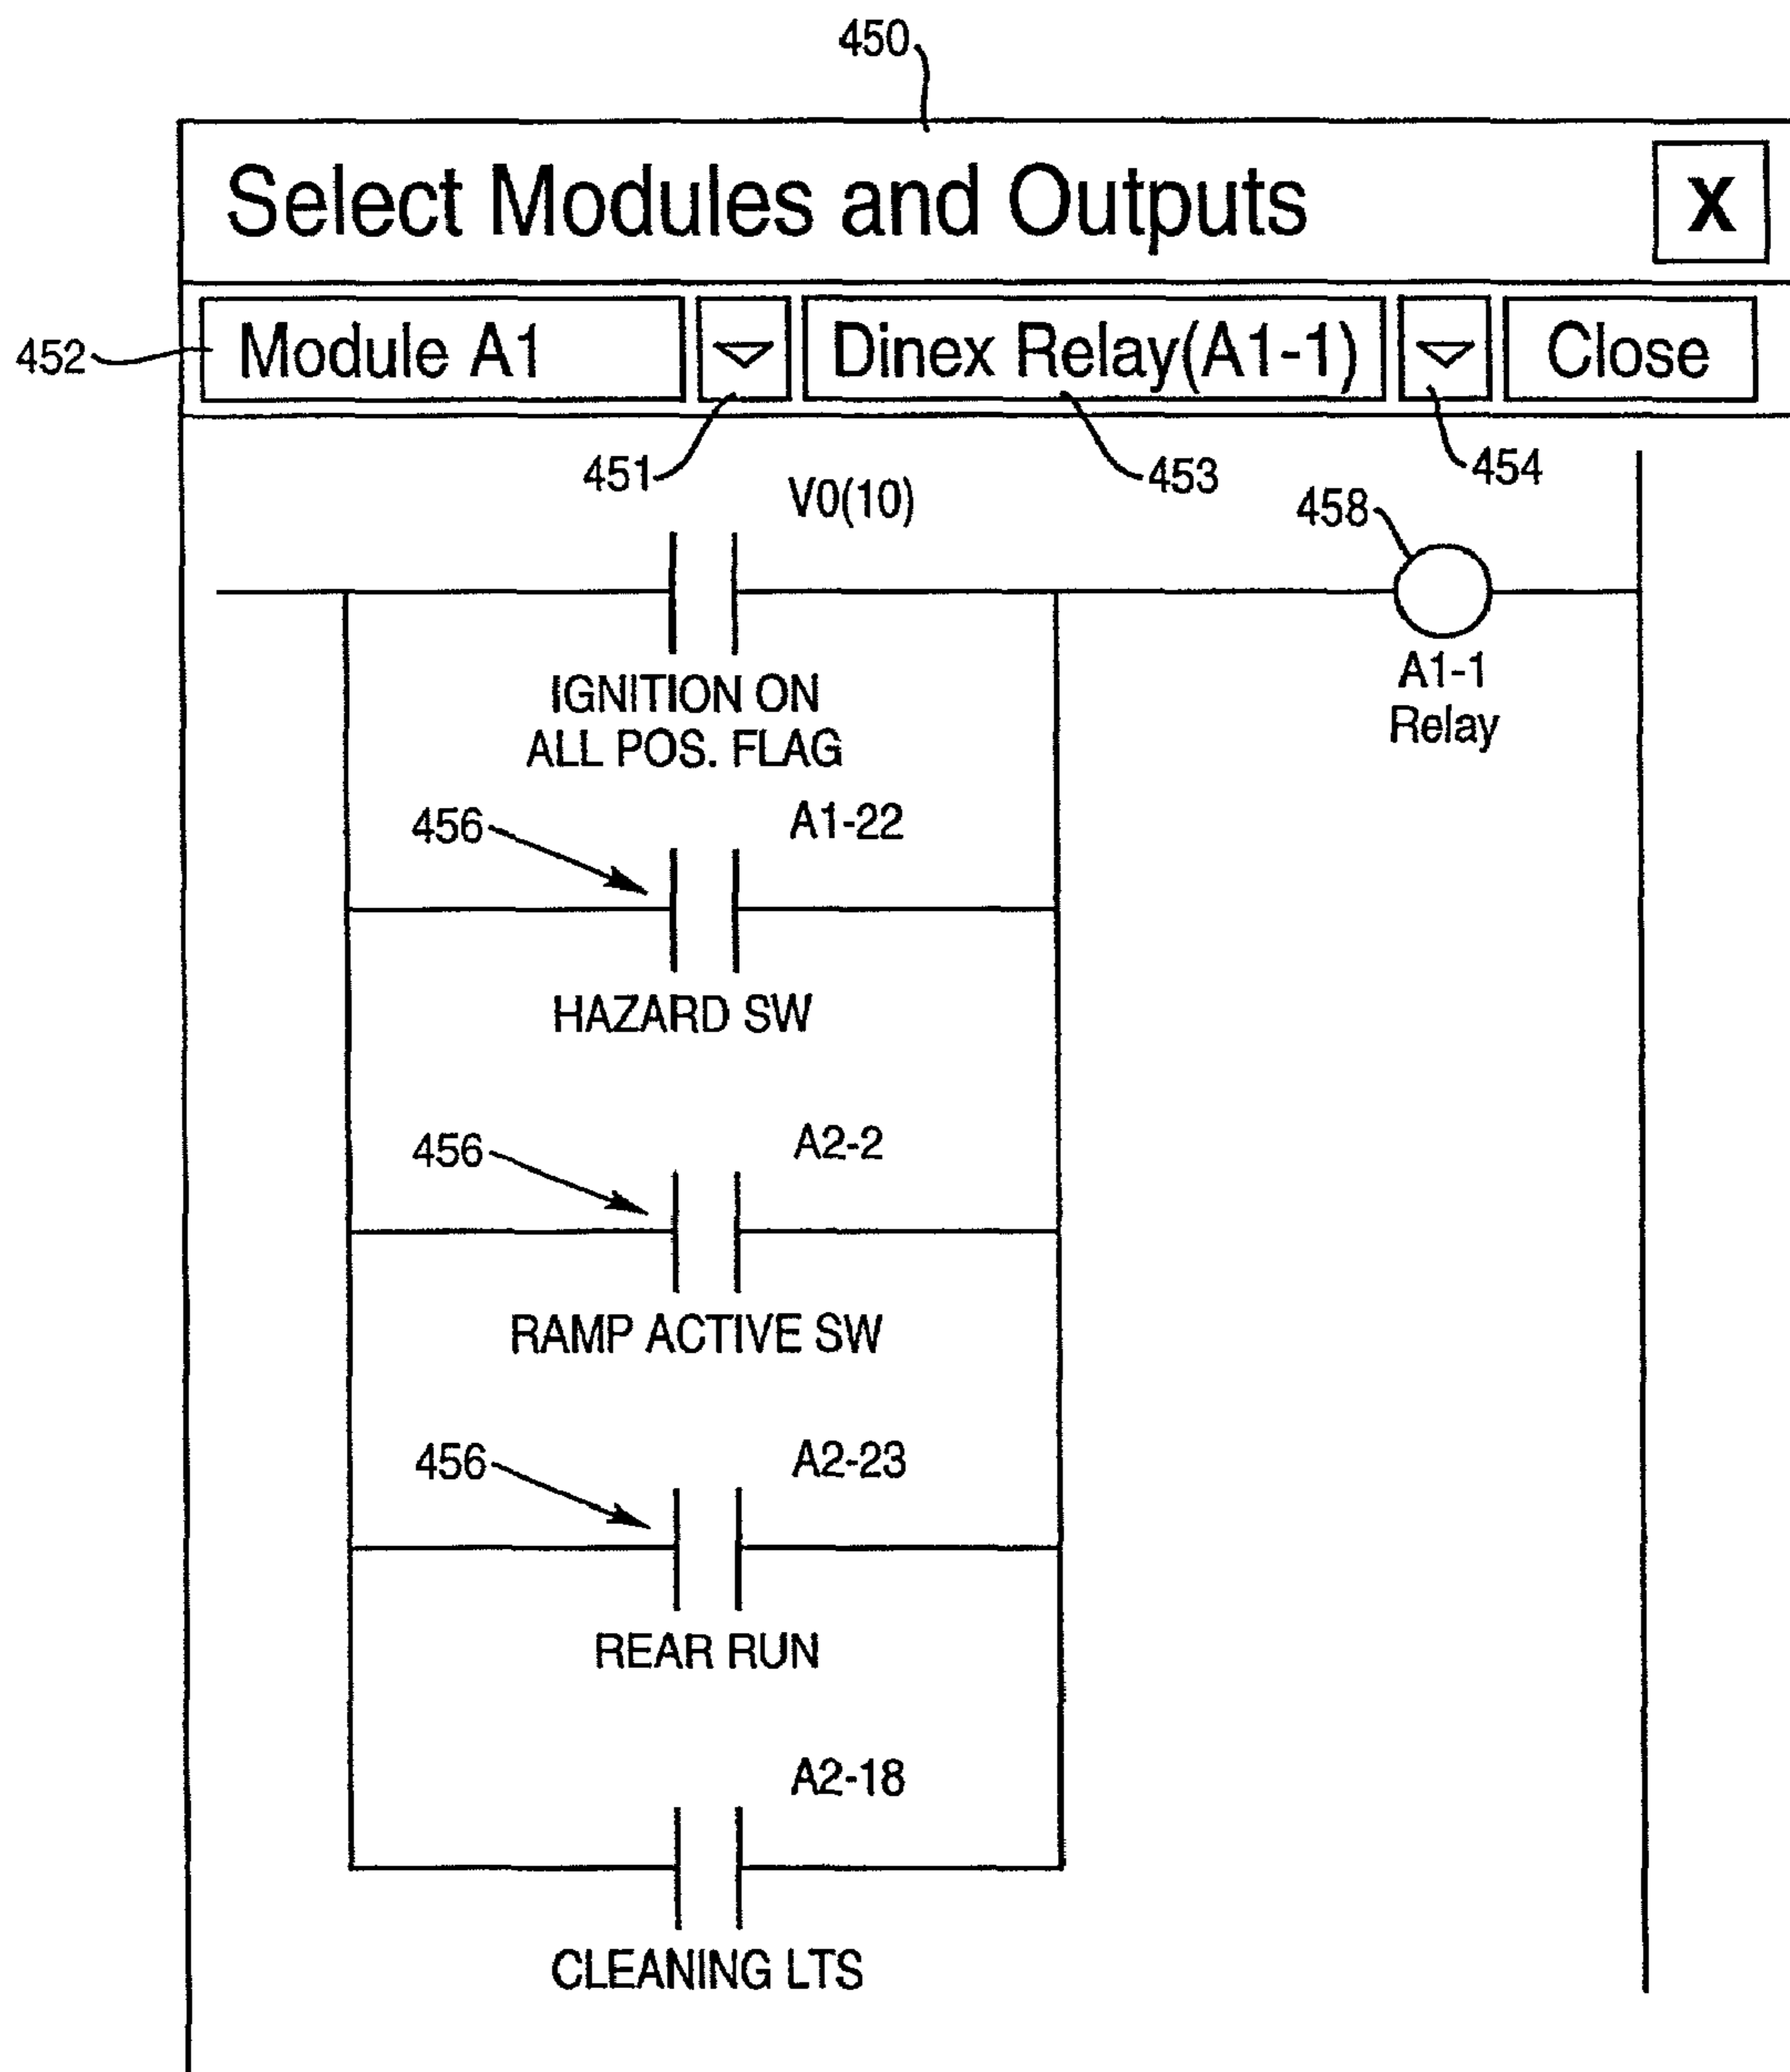 450
Select Modules and Outputs X
452 Module A1 Dinex Relay(A1-1) Close
451 453 454
V0(10)
458
IGNITION ON
ALL POS. FLAG
A1-1
Relay
456 A1-22
HAZARD SW
456 A2-2
RAMP ACTIVE SW
456 A2-23
REAR RUN
A2-18
CLEANING LTS